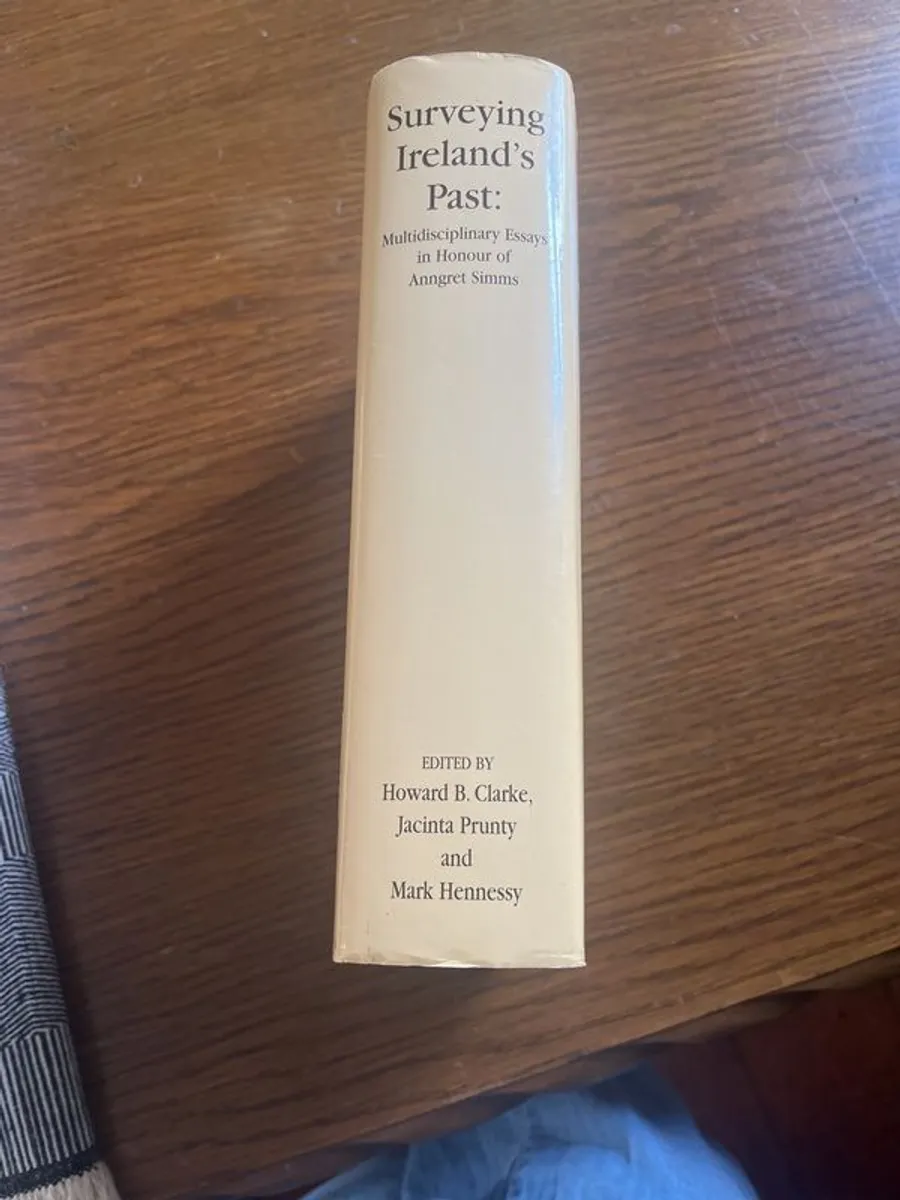 Surveying
Ireland's
Past:
Multidisciplinary Essays
in Honour of
Anngret Simms
EDITED BY
Howard B. Clarke,
Jacinta Prunty
and
Mark Hennessy